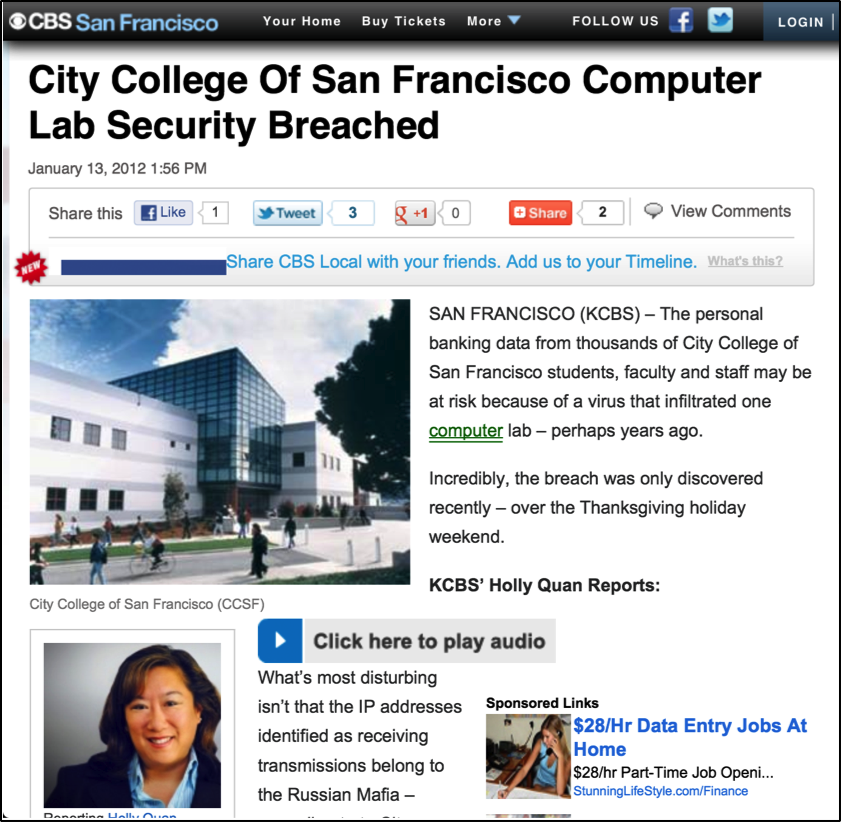 CBS San Francisco
Your Home Buy Tickets More FOLLOW US LOGIN
City College Of San Francisco Computer
Lab Security Breached
January 13, 2012 1:56 PM
Share this Like 1 Tweet 3 +1 0 Share 2 View Comments
NEW Share CBS Local with your friends. Add us to your Timeline. What's this?
SAN FRANCISCO (KCBS) – The personal
banking data from thousands of City College of
San Francisco students, faculty and staff may be
at risk because of a virus that infiltrated one
computer lab – perhaps years ago.
Incredibly, the breach was only discovered
recently – over the Thanksgiving holiday
weekend.
KCBS' Holly Quan Reports:
City College of San Francisco (CCSF)
Click here to play audio
What's most disturbing
isn't that the IP addresses
identified as receiving
transmissions belong to
the Russian Mafia –
Sponsored Links
$28/Hr Data Entry Jobs At
Home
$28/hr Part-Time Job Openi...
StunningLifeStyle.com/Finance
Reporting Holly Quan